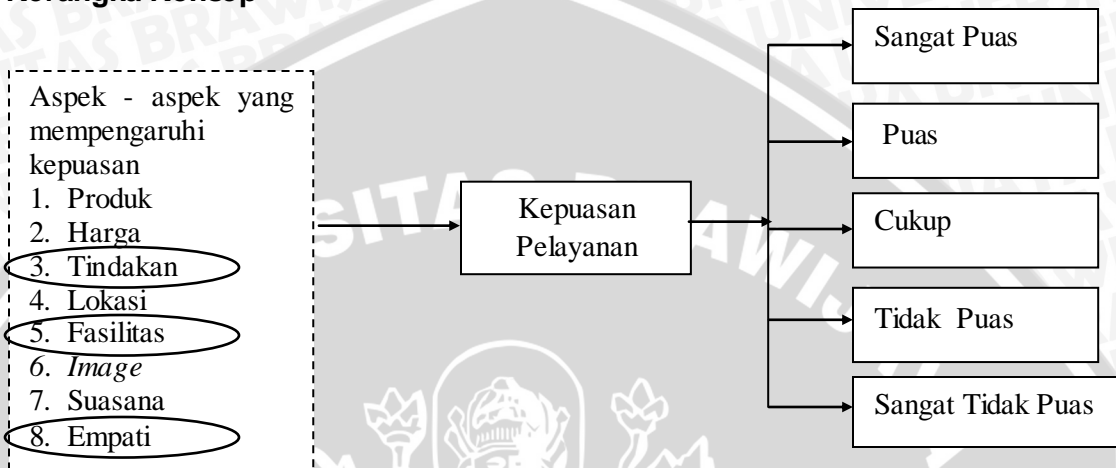 Kerangka Konsep
Aspek - aspek yang
mempengaruhi
kepuasan
1. Produk
2. Harga
3. Tindakan
4. Lokasi
5. Fasilitas
6. Image
7. Suasana
8. Empati
Kepuasan
Pelayanan
Sangat Puas
Puas
Cukup
Tidak Puas
Sangat Tidak Puas